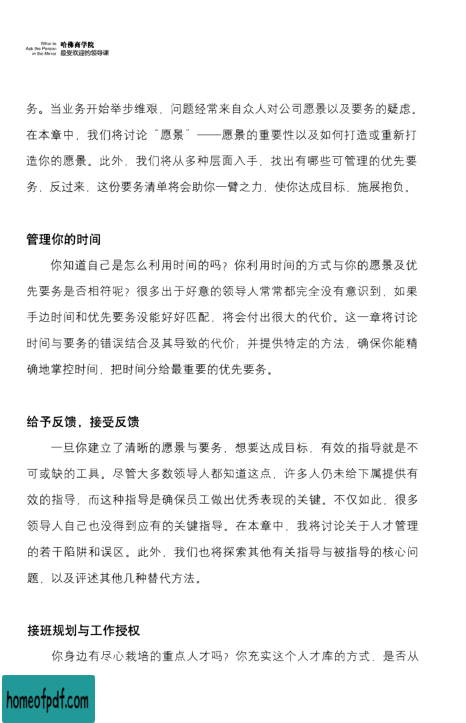 What to
Ask the Person
in the Mirror
哈佛商学院
最受欢迎的领导课
务。当业务开始举步维艰，问题经常来自众人对公司愿景以及要务的疑虑。
在本章中，我们将讨论“愿景”——愿景的重要性以及如何打造或重新打
造你的愿景。此外，我们将从多种层面入手，找出有哪些可管理的优先要
务，反过来，这份要务清单将会助你一臂之力，使你达成目标，施展抱负。
管理你的时间
你知道自己是怎么利用时间的吗？你利用时间的方式与你的愿景及优
先要务是否相符呢？很多出于好意的领导人常常都完全没有意识到，如果
手边时间和优先要务没能好好匹配，将会付出很大的代价。这一章将讨论
时间与要务的错误结合及其导致的代价；并提供特定的方法，确保你能精
确地掌控时间，把时间分给最重要的优先要务。
给予反馈，接受反馈
一旦你建立了清晰的愿景与要务，想要达成目标，有效的指导就是不
可或缺的工具。尽管大多数领导人都知道这点，许多人仍未给下属提供有
效的指导，而这种指导是确保员工做出优秀表现的关键。不仅如此，很多
领导人自己也没得到应有的关键指导。在本章中，我将讨论关于人才管理
的若干陷阱和误区。此外，我们也将探索其他有关指导与被指导的核心问
题，以及评述其他几种替代方法。
接班规划与工作授权
你身边有尽心栽培的重点人才吗？你充实这个人才库的方式，是否从
homeofpdf.com